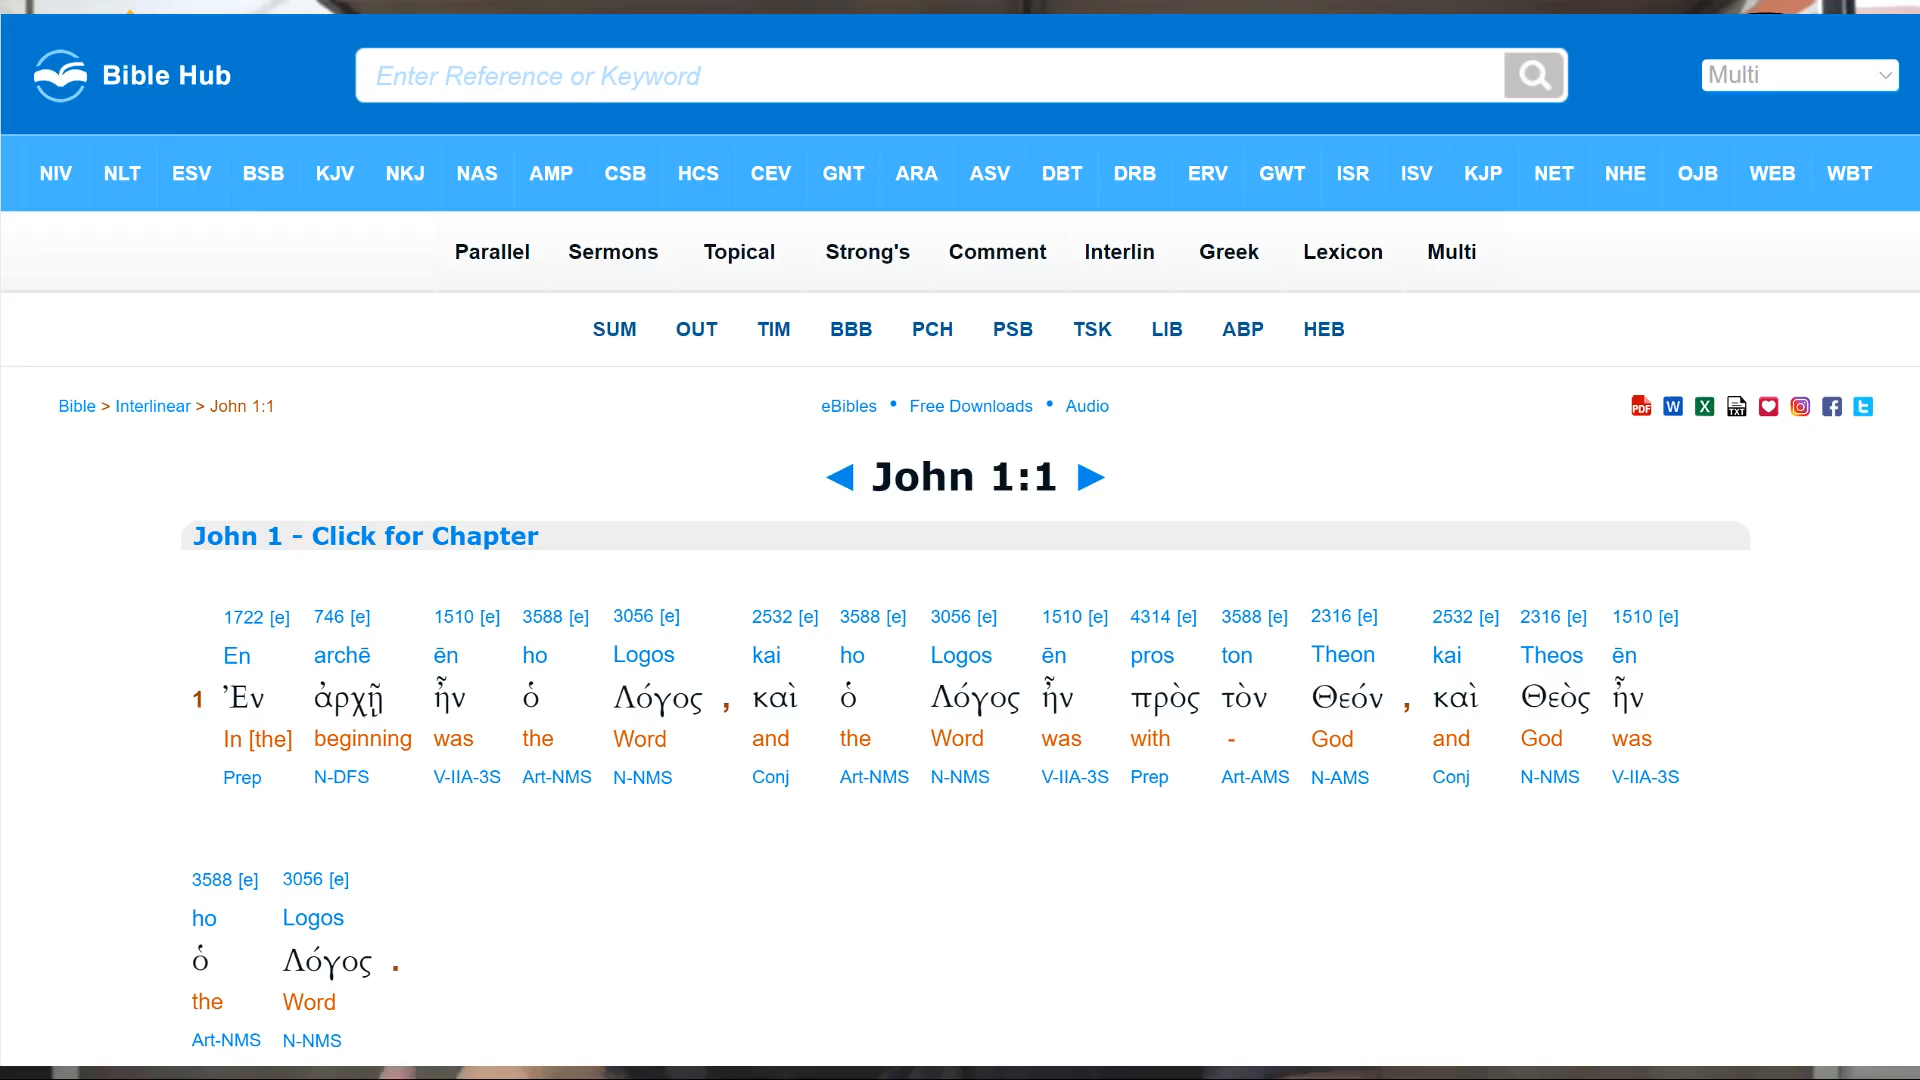 Bible Hub Enter Reference or Keyword Multi
NIV NLT ESV BSB KJV NKJ NAS AMP CSB HCS CEV GNT ARA ASV DBT DRB ERV GWT ISR ISV KJP NET NHE OJB WEB WBT
Parallel Sermons Topical Strong's Comment Interlin Greek Lexicon Multi
SUM OUT TIM BBB PCH PSB TSK LIB ABP HEB
Bible > Interlinear > John 1:1 eBibles • Free Downloads • Audio PDF W X TXT
◄ John 1:1 ►
John 1 - Click for Chapter
1722 [e] 746 [e] 1510 [e] 3588 [e] 3056 [e] 2532 [e] 3588 [e] 3056 [e] 1510 [e] 4314 [e] 3588 [e] 2316 [e] 2532 [e] 2316 [e] 1510 [e]
En archē ēn ho Logos kai ho Logos ēn pros ton Theon kai Theos ēn
1 Ἐν ἀρχῇ ἦν ὁ Λόγος , καὶ ὁ Λόγος ἦν πρὸς τὸν Θεόν , καὶ Θεὸς ἦν
In [the] beginning was the Word and the Word was with - God and God was
Prep N-DFS V-IIA-3S Art-NMS N-NMS Conj Art-NMS N-NMS V-IIA-3S Prep Art-AMS N-AMS Conj N-NMS V-IIA-3S
3588 [e] 3056 [e]
ho Logos
ὁ Λόγος .
the Word
Art-NMS N-NMS